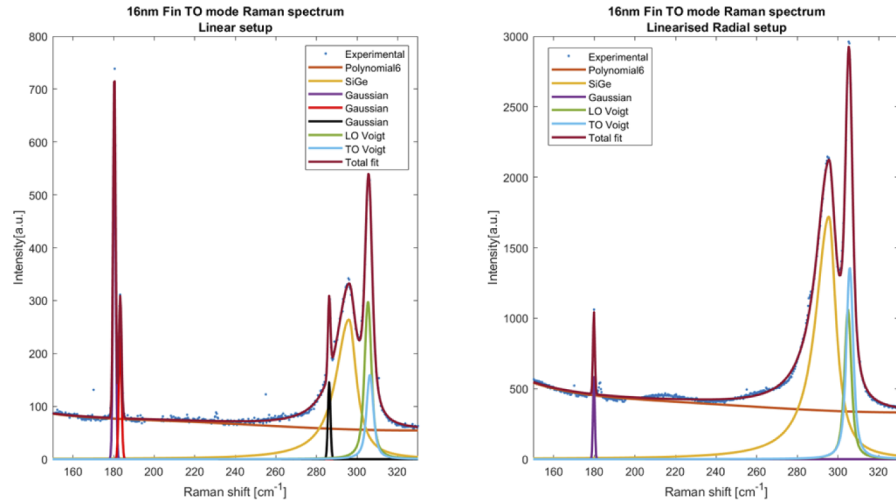 16nm Fin TO mode Raman spectrum
Linear setup
800
700
600
500
400
300
200
100
0
Intensity[a.u.]
160
180
200
220
240
260
280
300
320
Raman shift [cm-1]
Experimental
Polynomial6
SiGe
Gaussian
Gaussian
Gaussian
LO Voigt
TO Voigt
Total fit
16nm Fin TO mode Raman spectrum
Linearised Radial setup
3000
2500
2000
1500
1000
500
0
Intensity[a.u.]
160
180
200
220
240
260
280
300
320
Raman shift [cm-1]
Experimental
Polynomial6
SiGe
Gaussian
LO Voigt
TO Voigt
Total fit